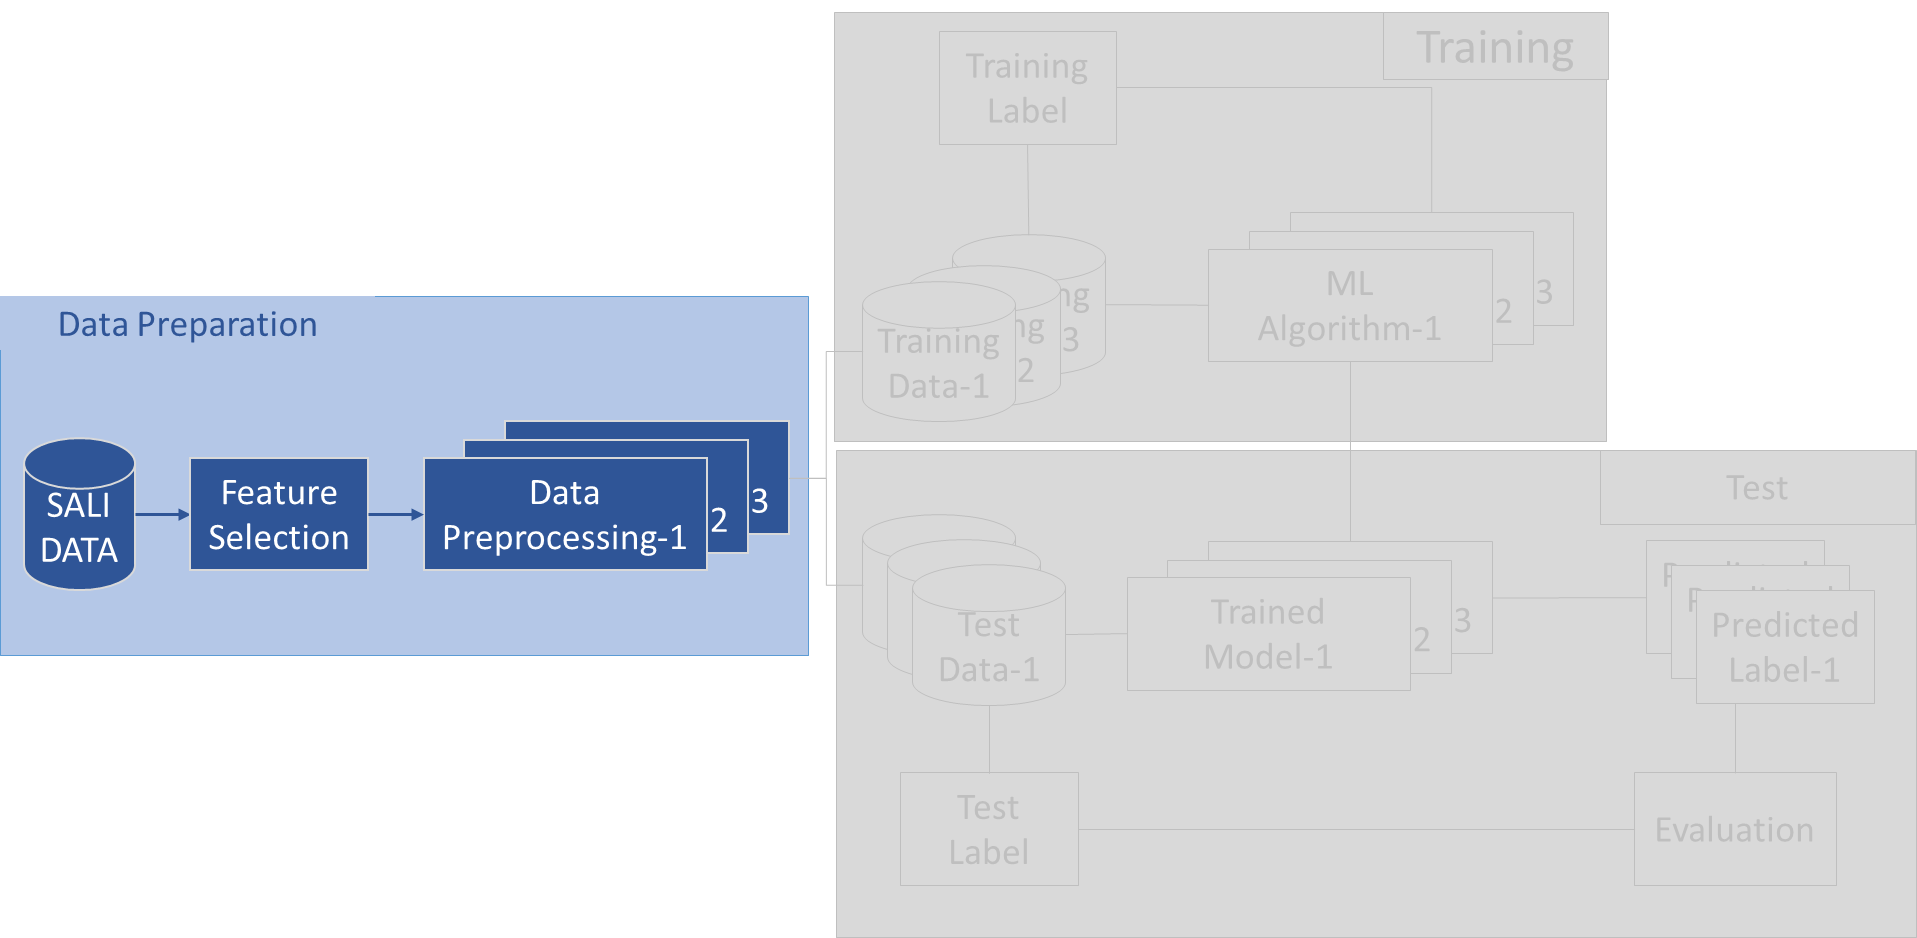 Training
Training
Label
ML
Algorithm-1
2
3
Training
Data-1
ng
2
ng
3
Data Preparation
SALI
DATA
Feature
Selection
Data
Preprocessing-1
2
3
Test
Test
Data-1
Trained
Model-1
2
3
Predicted
Label-1
Test
Label
Evaluation